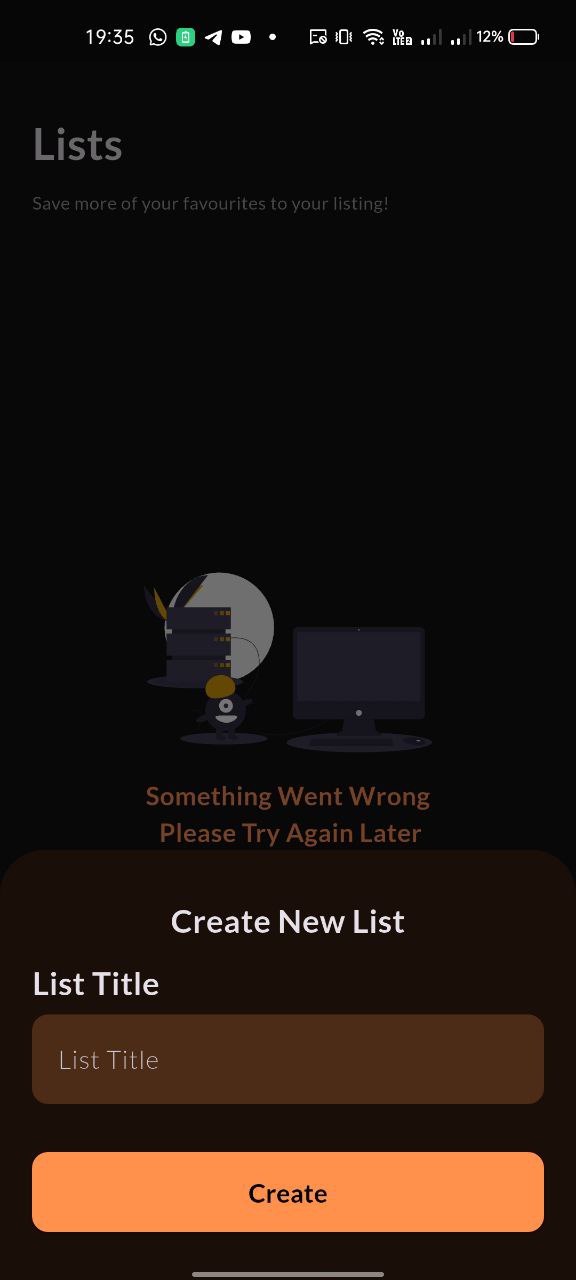 19:35
12%
Lists
Save more of your favourites to your listing!
Something Went Wrong
Please Try Again Later
Create New List
List Title
List Title
Create